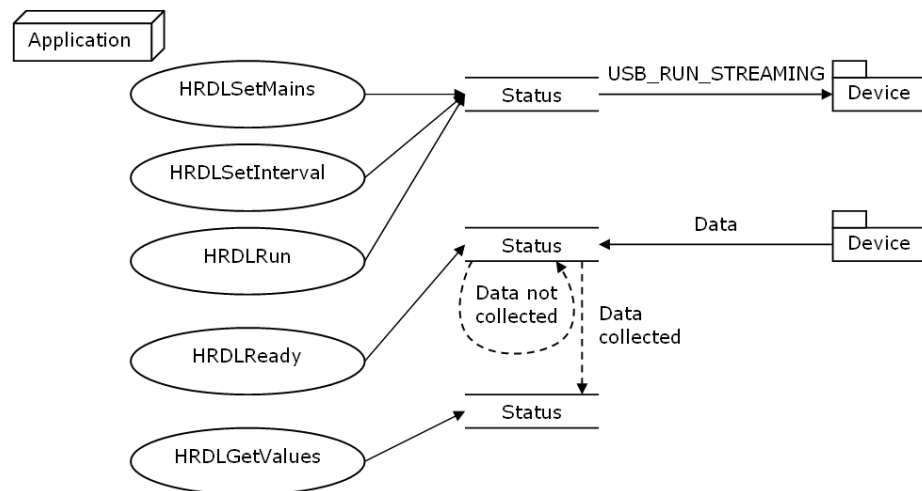 Application
HRDLSetMains
Status
USB_RUN_STREAMING
Device
HRDLSetInterval
HRDLRun
Status
Data
Device
Data not
collected
Data
collected
HRDLReady
Status
HRDLGetValues